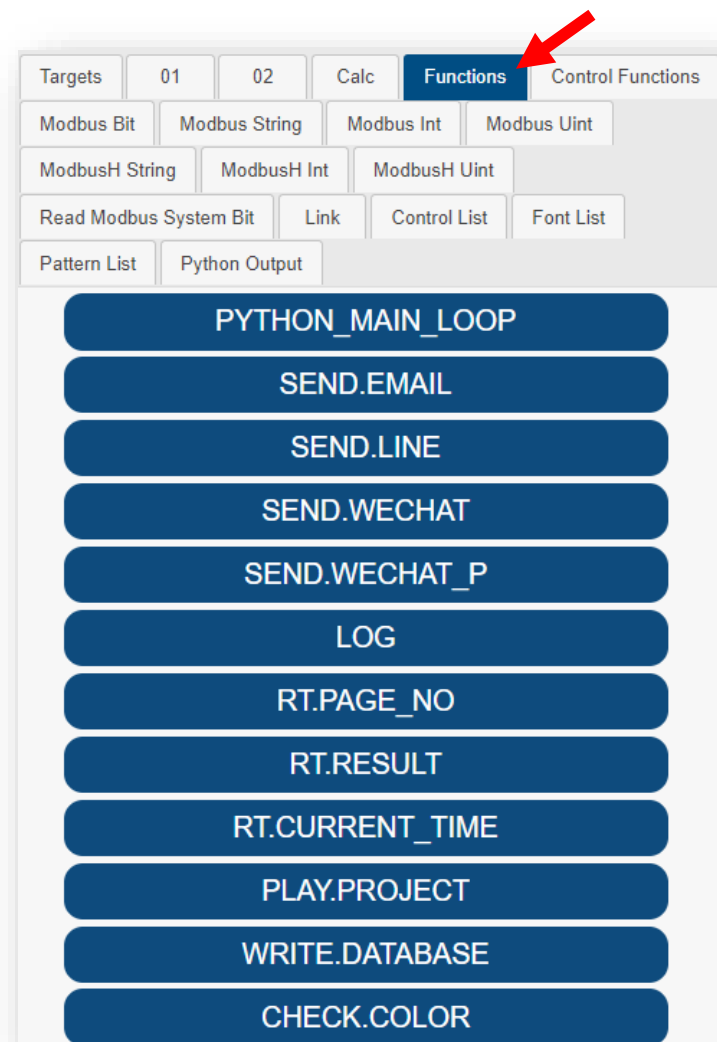 Targets 01 02 Calc Functions Control Functions
Modbus Bit Modbus String Modbus Int Modbus Uint
ModbusH String ModbusH Int ModbusH Uint
Read Modbus System Bit Link Control List Font List
Pattern List Python Output
PYTHON_MAIN_LOOP
SEND.EMAIL
SEND.LINE
SEND.WECHAT
SEND.WECHAT_P
LOG
RT.PAGE_NO
RT.RESULT
RT.CURRENT_TIME
PLAY.PROJECT
WRITE.DATABASE
CHECK.COLOR